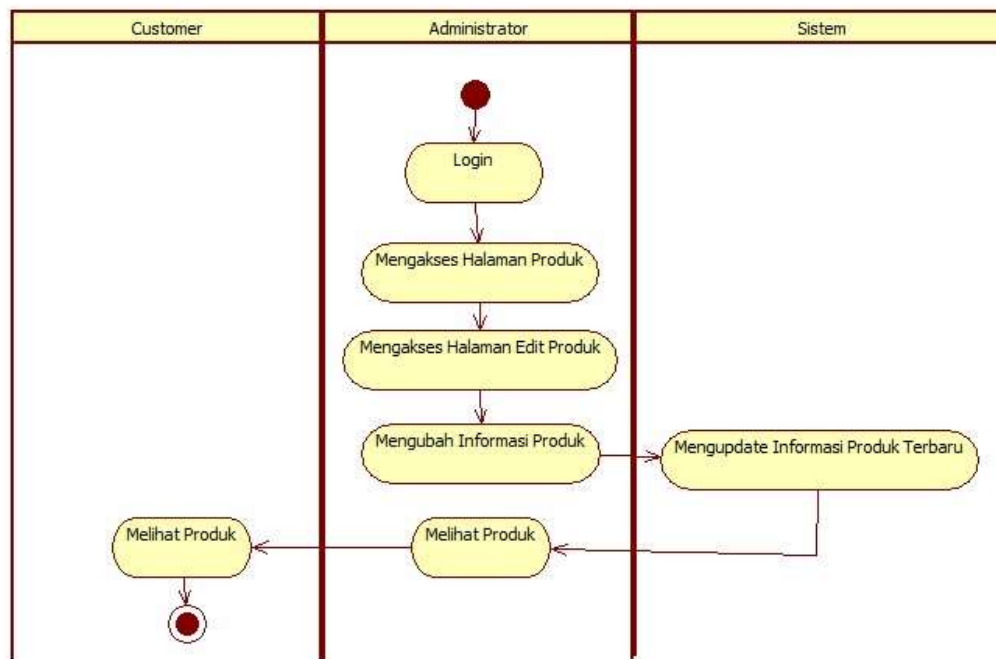 Customer
Administrator
Sistem
Login
Mengakses Halaman Produk
Mengakses Halaman Edit Produk
Mengubah Informasi Produk
Mengupdate Informasi Produk Terbaru
Melihat Produk
Melihat Produk